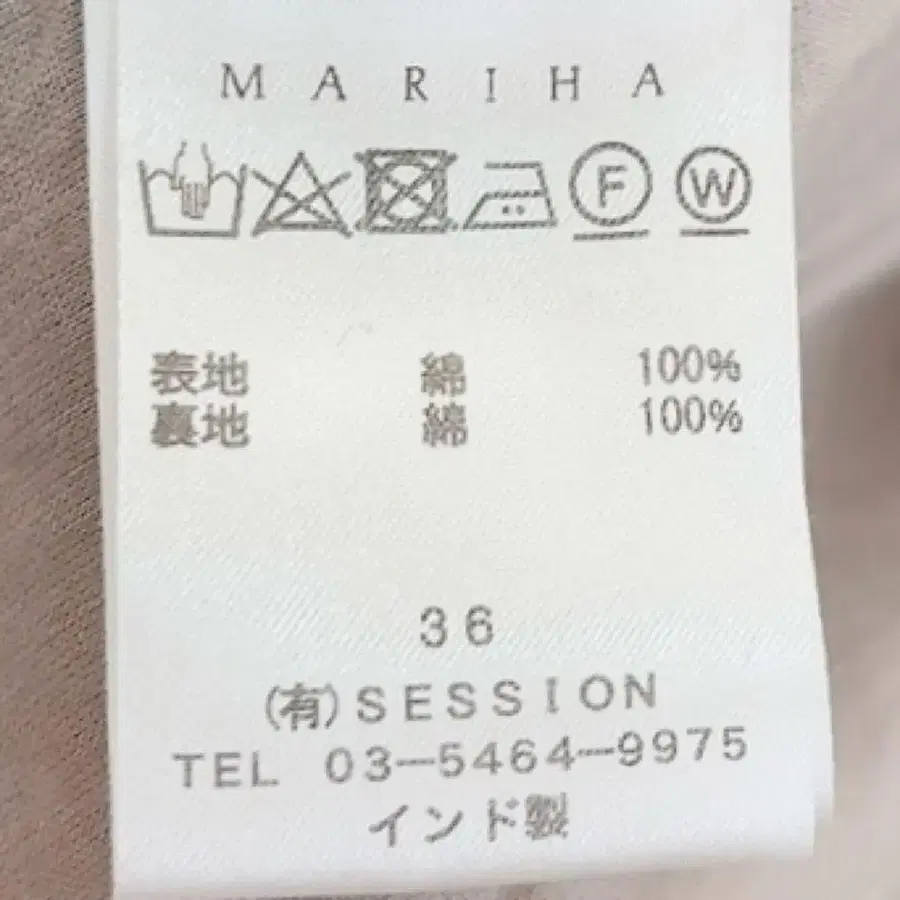 MARIHA
F W
表地 綿 100%
裏地 綿 100%
36
(有)SESSION
TEL 03-5464-9975
インド製